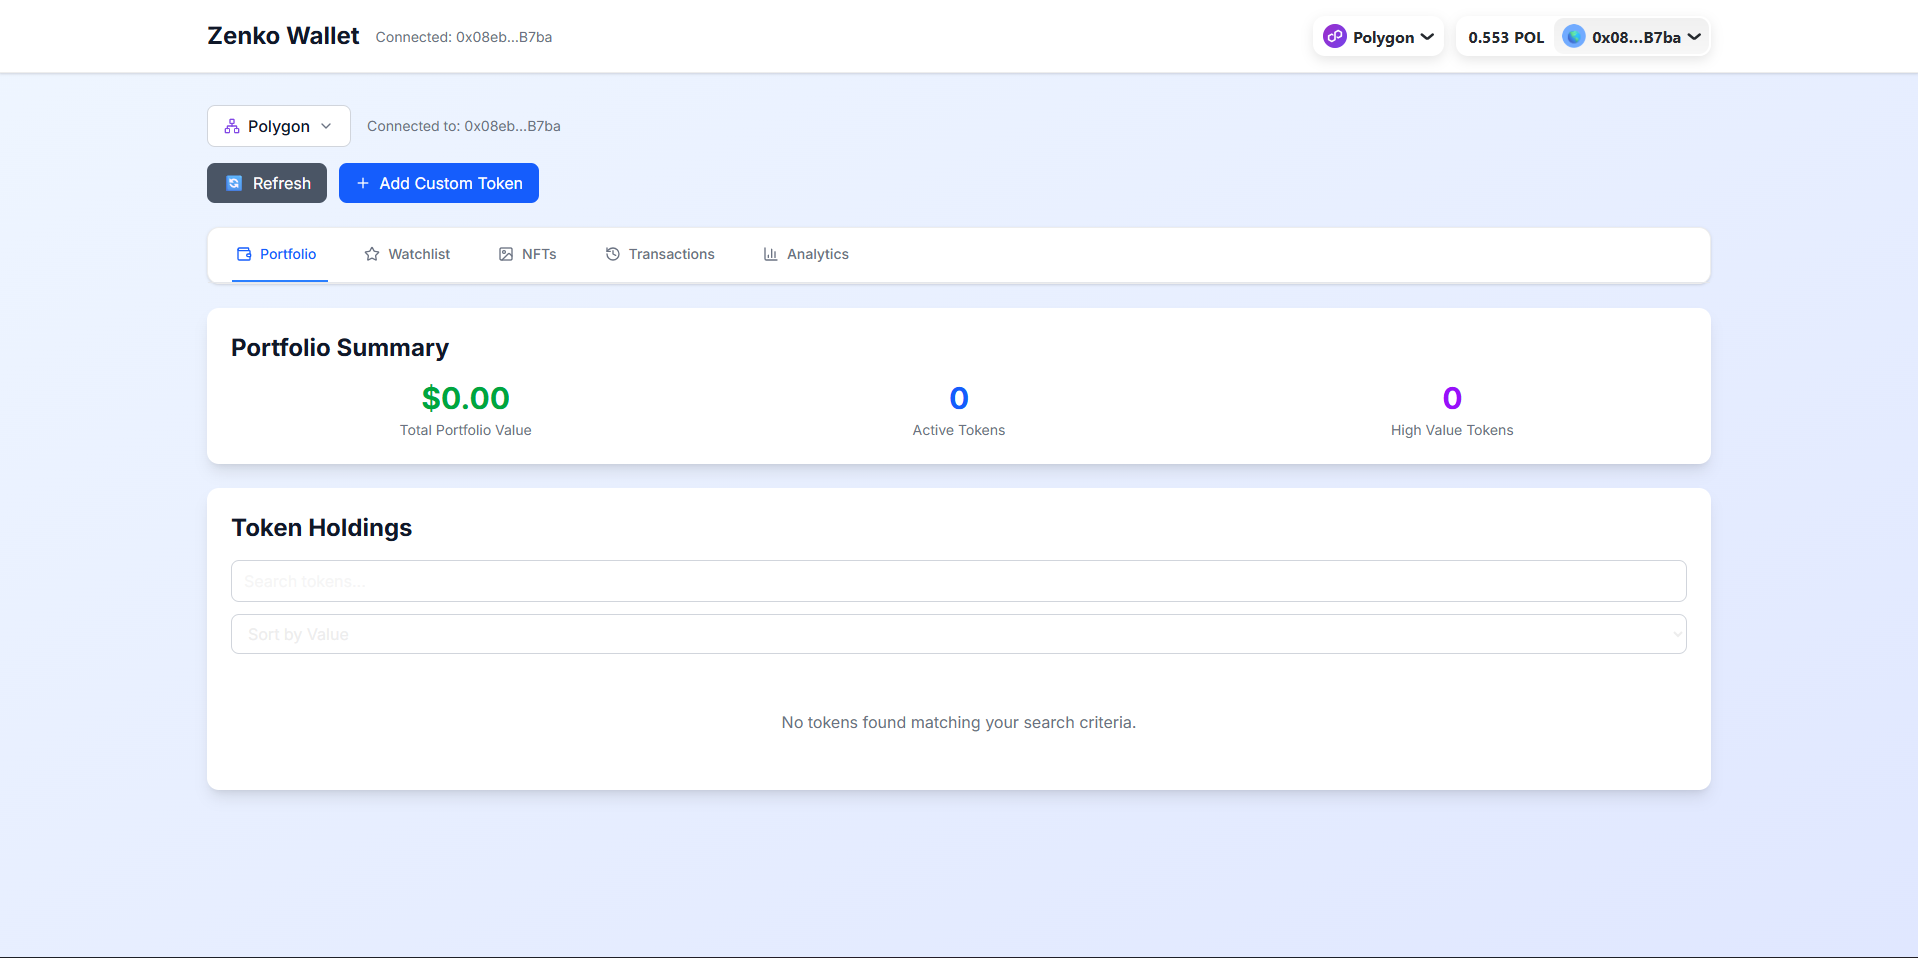 Zenko Wallet
Connected: 0x08eb...B7ba
Polygon
0.553 POL
0x08...B7ba
Polygon
Connected to: 0x08eb...B7ba
Refresh
+ Add Custom Token
Portfolio
Watchlist
NFTs
Transactions
Analytics
Portfolio Summary
$0.00
Total Portfolio Value
0
Active Tokens
0
High Value Tokens
Token Holdings
Search tokens...
Sort by Value
No tokens found matching your search criteria.